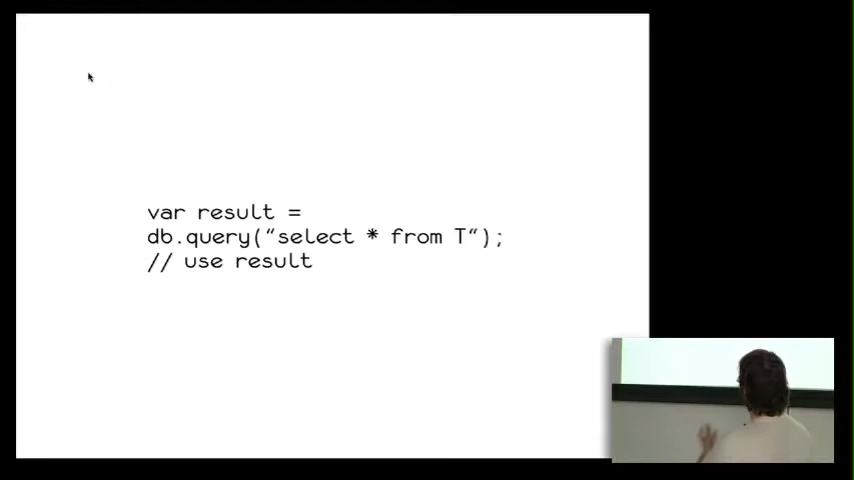 var result =
db.query("select * from T");
// use result